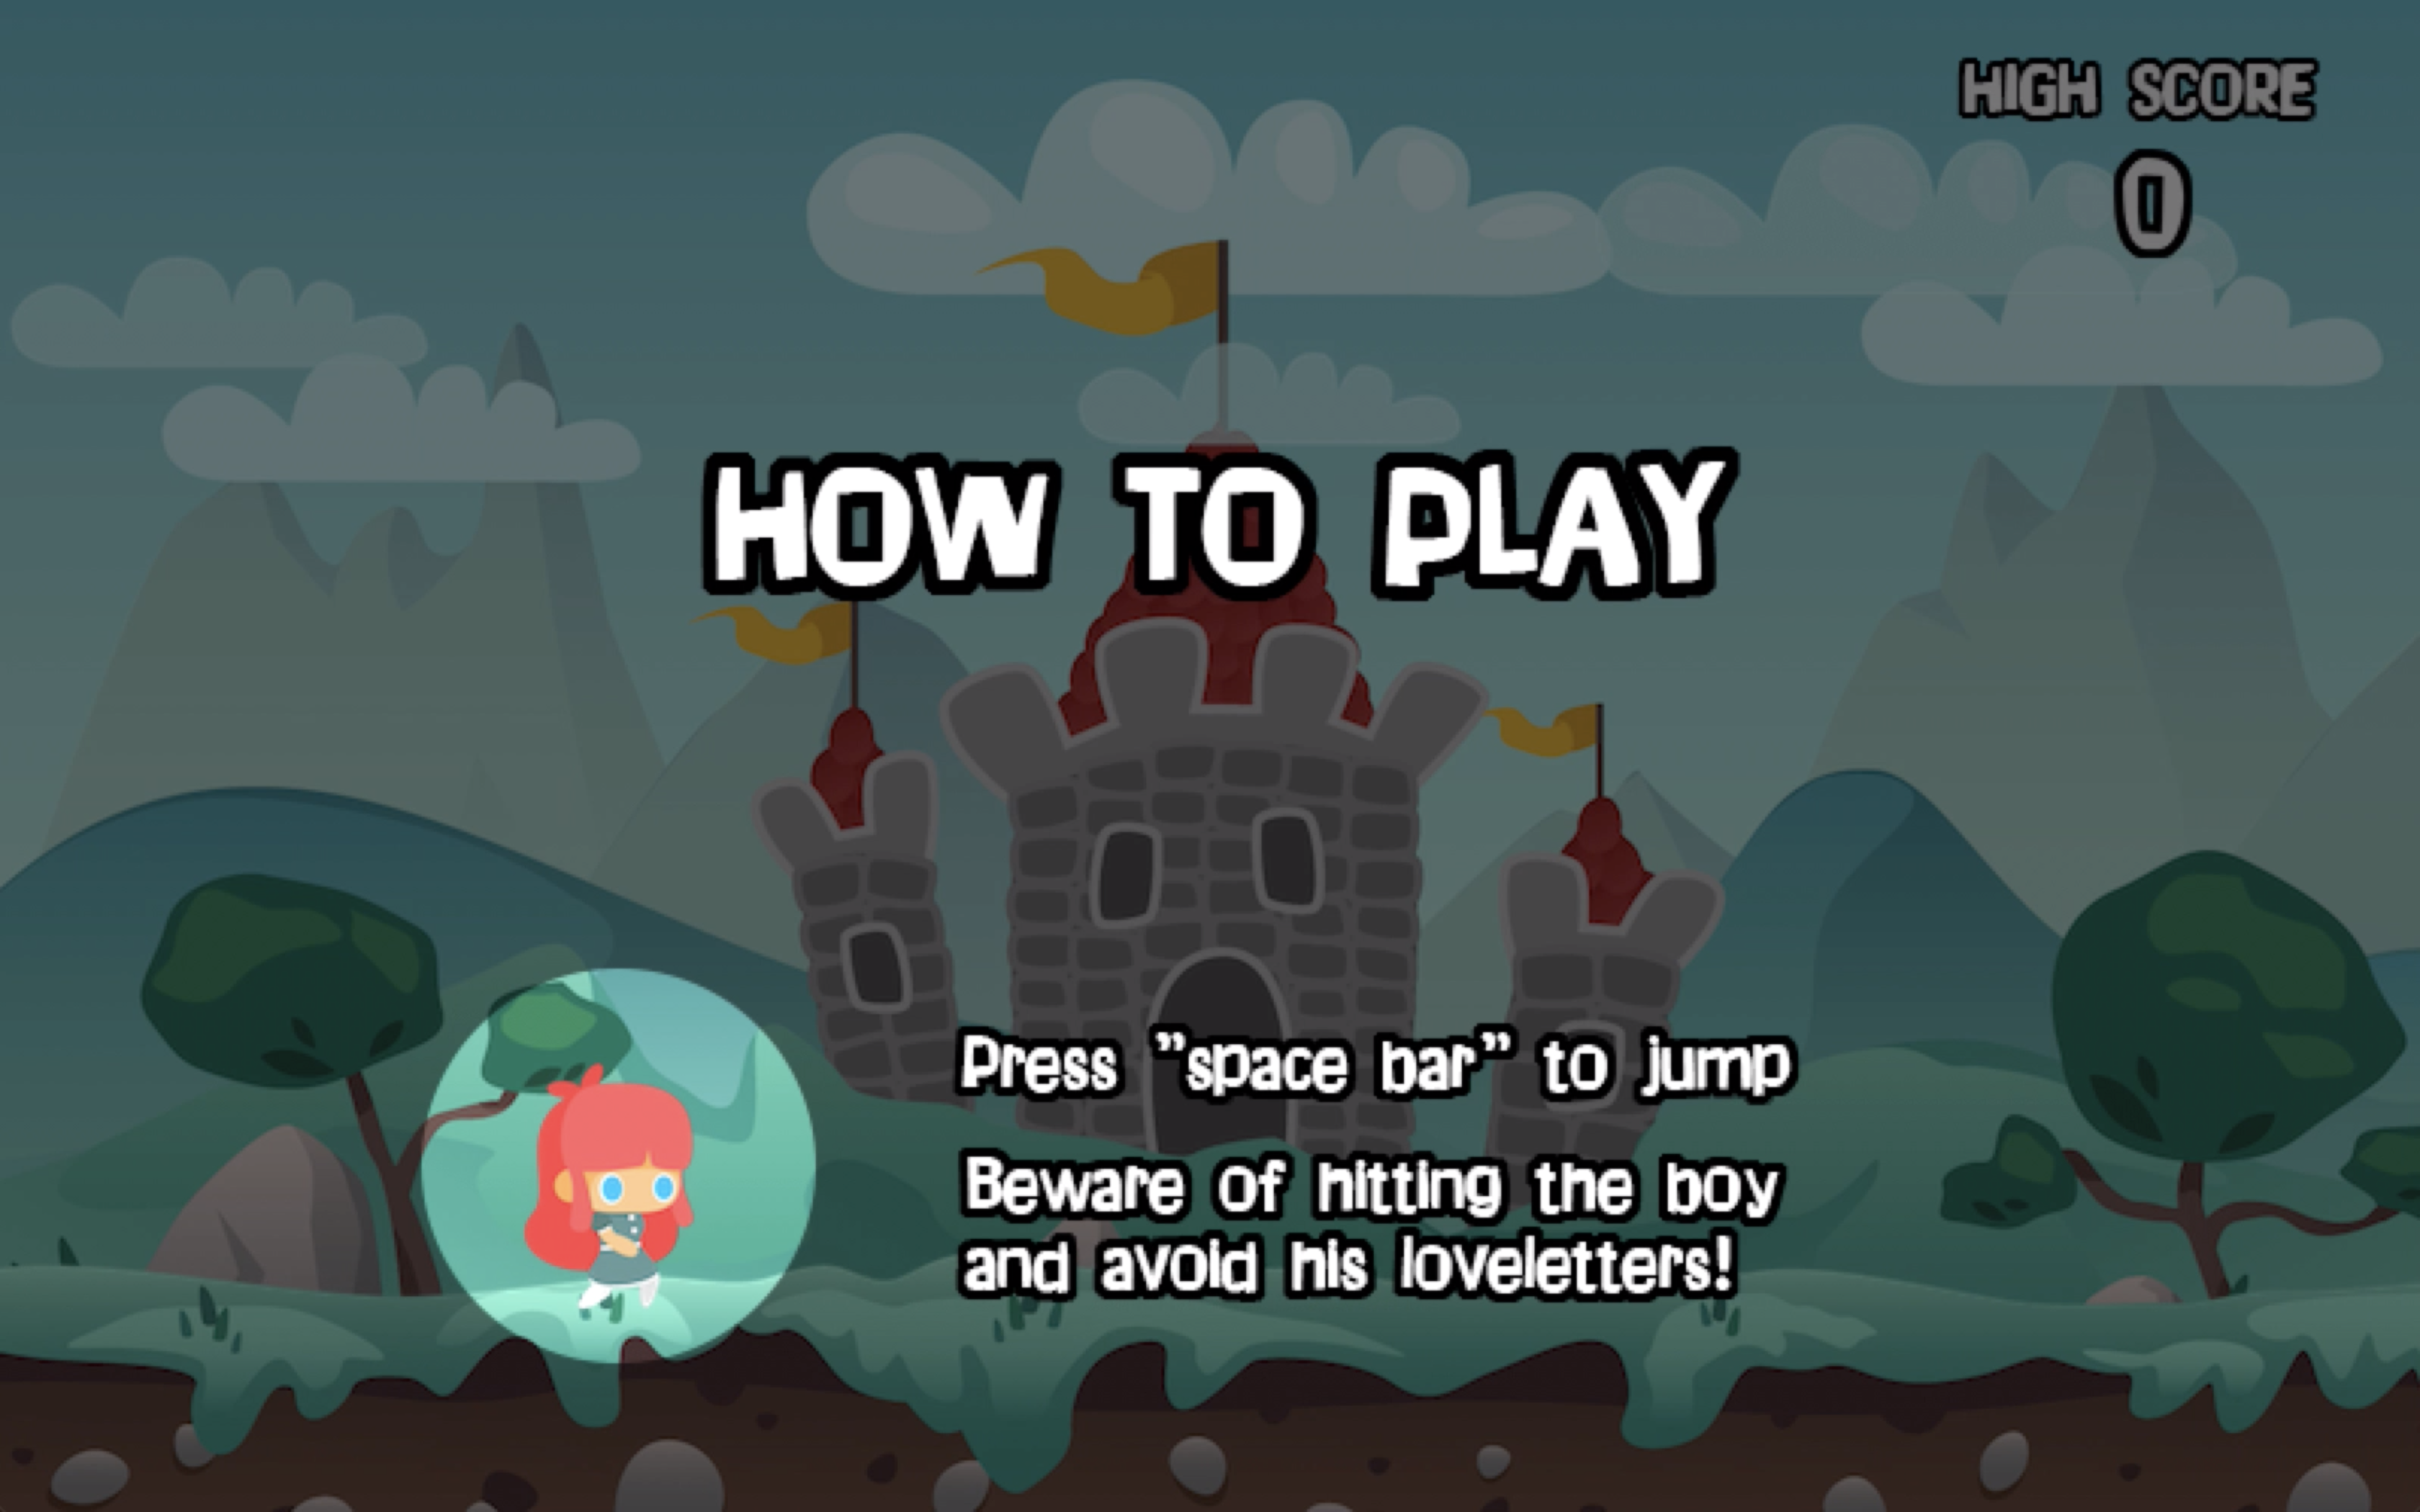 HIGH SCORE
0
HOW TO PLAY
Press "space bar" to jump
Beware of hitting the boy
and avoid his loveletters!